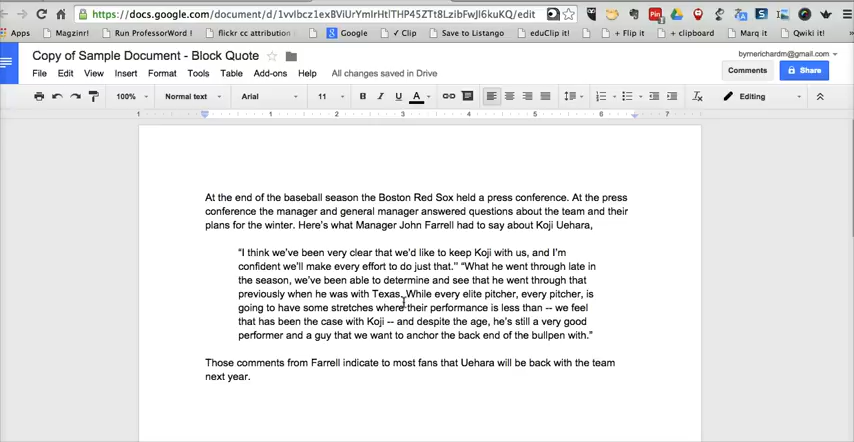 https://docs.google.com/document/d/1vvlbcz1exBViUrYmIrHtlTHP45ZTt8LzibFwJl6kuKQ/edit
Apps Magzinr! Run ProfessorWord ! flickr cc attribution Google ✓ Clip Save to Listango eduClip it! + Flip it + clipboard Marq it Qwiki it!
Copy of Sample Document - Block Quote
byrnerichardm@gmail.com
File Edit View Insert Format Tools Table Add-ons Help All changes saved in Drive
Comments Share
100% Normal text Arial 11 B I U A Editing
1 1 2 3 4 5 6 7
At the end of the baseball season the Boston Red Sox held a press conference. At the press
conference the manager and general manager answered questions about the team and their
plans for the winter. Here's what Manager John Farrell had to say about Koji Uehara,
“I think we've been very clear that we'd like to keep Koji with us, and I'm
confident we'll make every effort to do just that.” “What he went through late in
the season, we've been able to determine and see that he went through that
previously when he was with Texas. While every elite pitcher, every pitcher, is
going to have some stretches where their performance is less than -- we feel
that has been the case with Koji -- and despite the age, he's still a very good
performer and a guy that we want to anchor the back end of the bullpen with.”
Those comments from Farrell indicate to most fans that Uehara will be back with the team
next year.